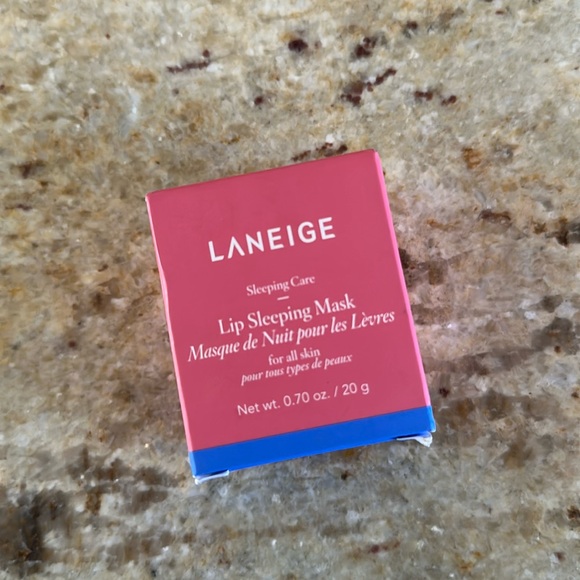 LANEIGE
Sleeping Care
Lip Sleeping Mask
Masque de Nuit pour les Lèvres
for all skin
pour tous types de peaux
Net wt. 0.70 oz. / 20 g